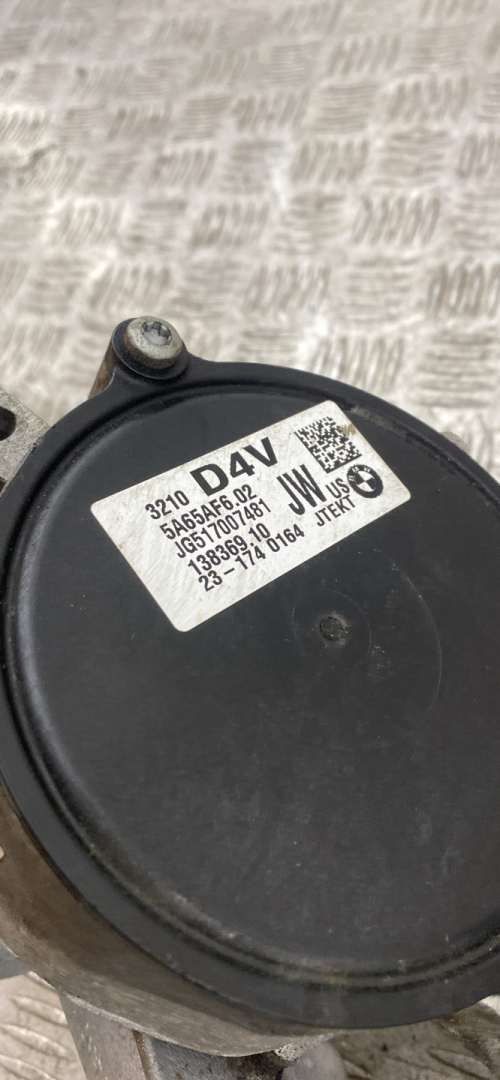 3210 D4V
5A65AF6.02 JW US
JG517007481 JTEKT
138369.10
23-174 0164